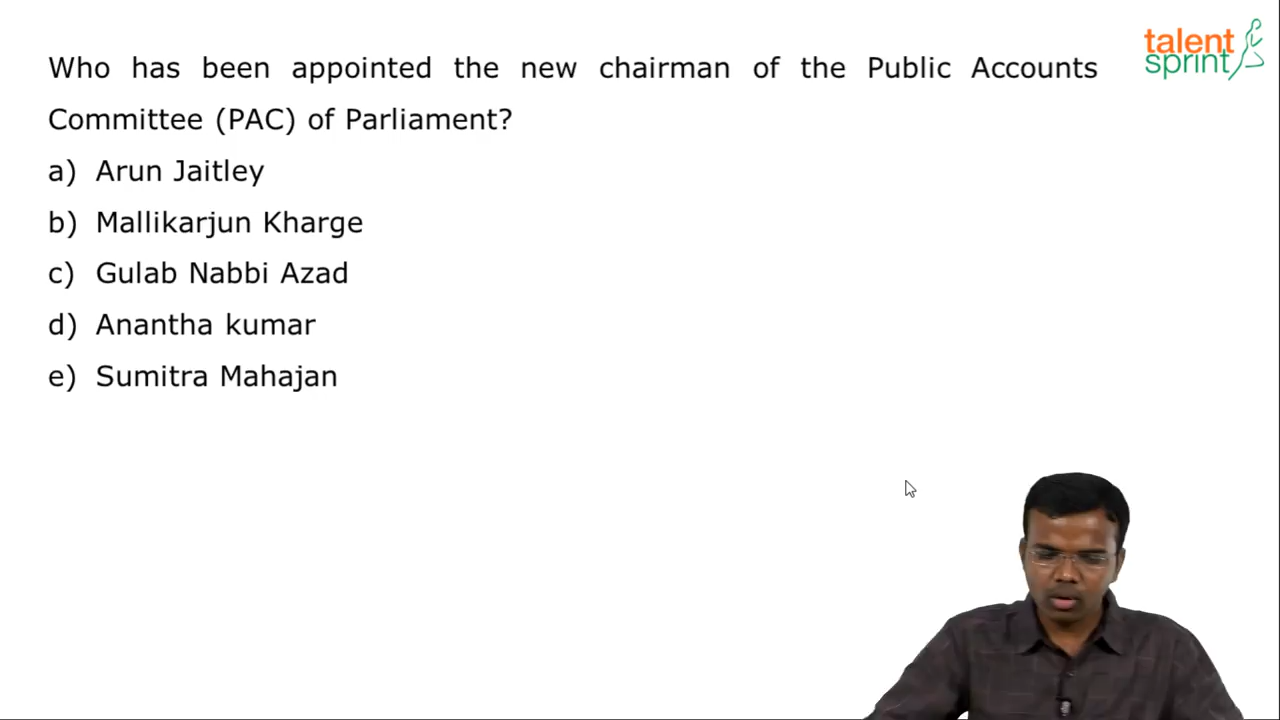 talent
sprint
Who has been appointed the new chairman of the Public Accounts
Committee (PAC) of Parliament?
a) Arun Jaitley
b) Mallikarjun Kharge
c) Gulab Nabbi Azad
d) Anantha kumar
e) Sumitra Mahajan